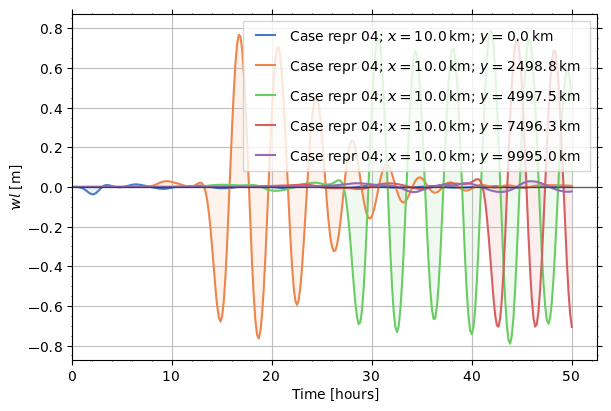 0.8
0.6
0.4
0.2
0.0
−0.2
−0.4
−0.6
−0.8
wl [m]
Case repr 04; x = 10.0 km; y = 0.0 km
Case repr 04; x = 10.0 km; y = 2498.8 km
Case repr 04; x = 10.0 km; y = 4997.5 km
Case repr 04; x = 10.0 km; y = 7496.3 km
Case repr 04; x = 10.0 km; y = 9995.0 km
0 10 20 30 40 50
Time [hours]